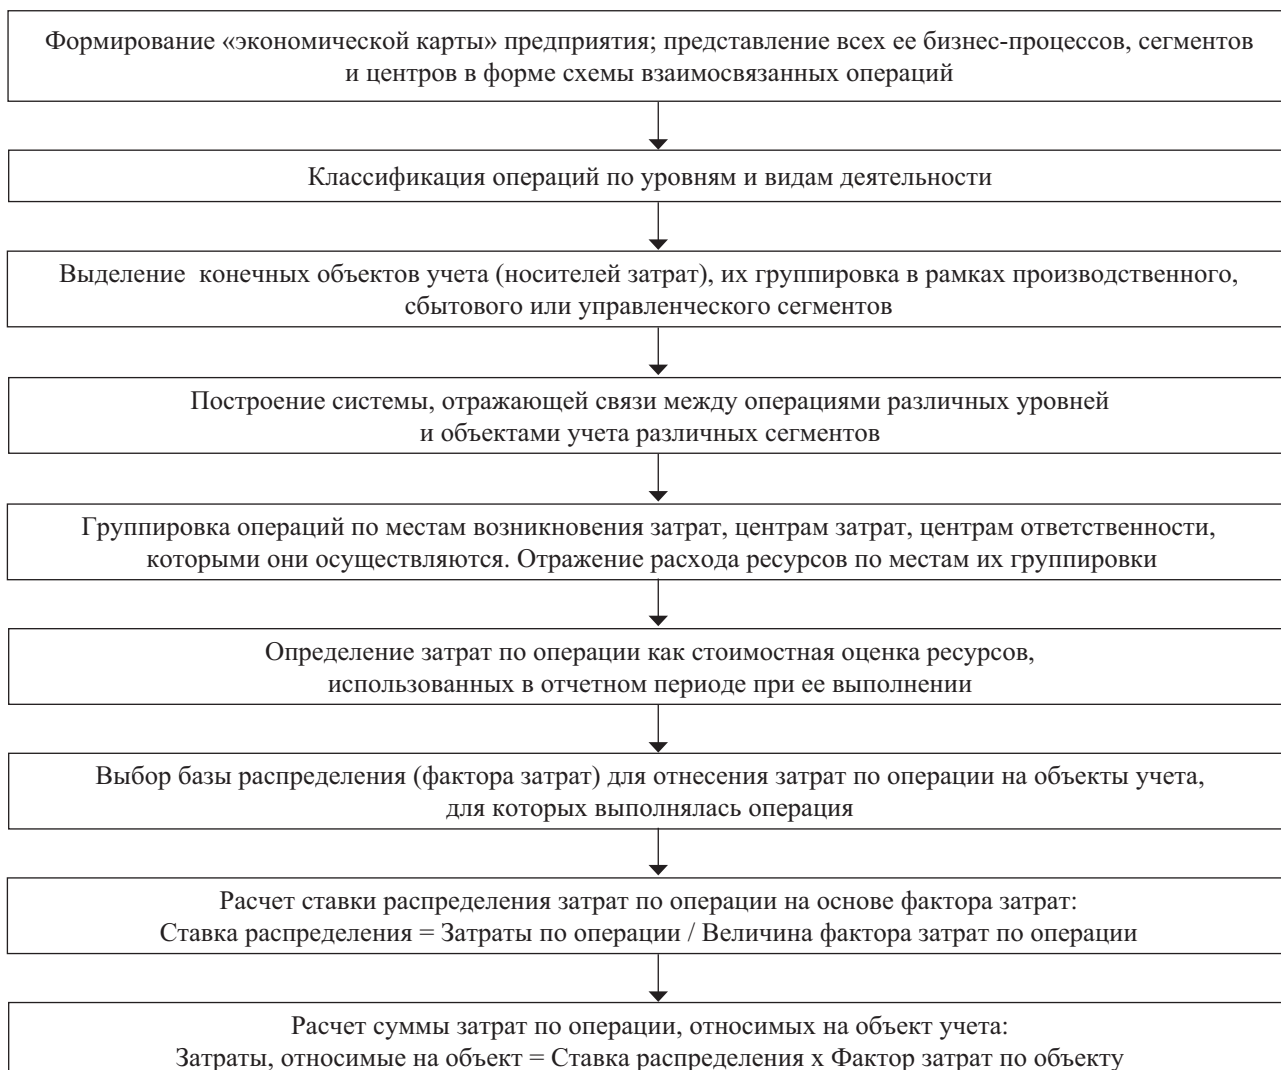 Формирование «экономической карты» предприятия; представление всех ее бизнес-процессов, сегментов
и центров в форме схемы взаимосвязанных операций
Классификация операций по уровням и видам деятельности
Выделение конечных объектов учета (носителей затрат), их группировка в рамках производственного,
сбытового или управленческого сегментов
Построение системы, отражающей связи между операциями различных уровней
и объектами учета различных сегментов
Группировка операций по местам возникновения затрат, центрам затрат, центрам ответственности,
которыми они осуществляются. Отражение расхода ресурсов по местам их группировки
Определение затрат по операции как стоимостная оценка ресурсов,
использованных в отчетном периоде при ее выполнении
Выбор базы распределения (фактора затрат) для отнесения затрат по операции на объекты учета,
для которых выполнялась операция
Расчет ставки распределения затрат по операции на основе фактора затрат:
Ставка распределения = Затраты по операции / Величина фактора затрат по операции
Расчет суммы затрат по операции, относимых на объект учета:
Затраты, относимые на объект = Ставка распределения х Фактор затрат по объекту